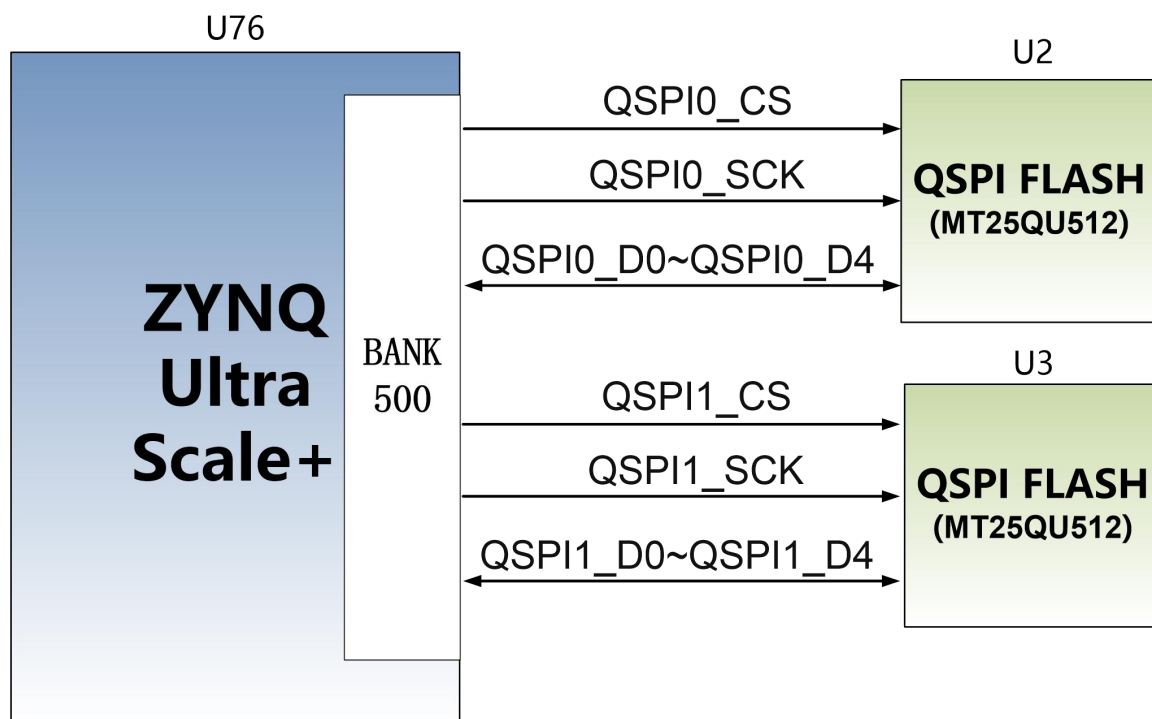 U76
ZYNQ
Ultra
Scale+
BANK
500
QSPI0_CS
QSPI0_SCK
QSPI0_D0~QSPI0_D4
U2
QSPI FLASH
(MT25QU512)
QSPI1_CS
QSPI1_SCK
QSPI1_D0~QSPI1_D4
U3
QSPI FLASH
(MT25QU512)